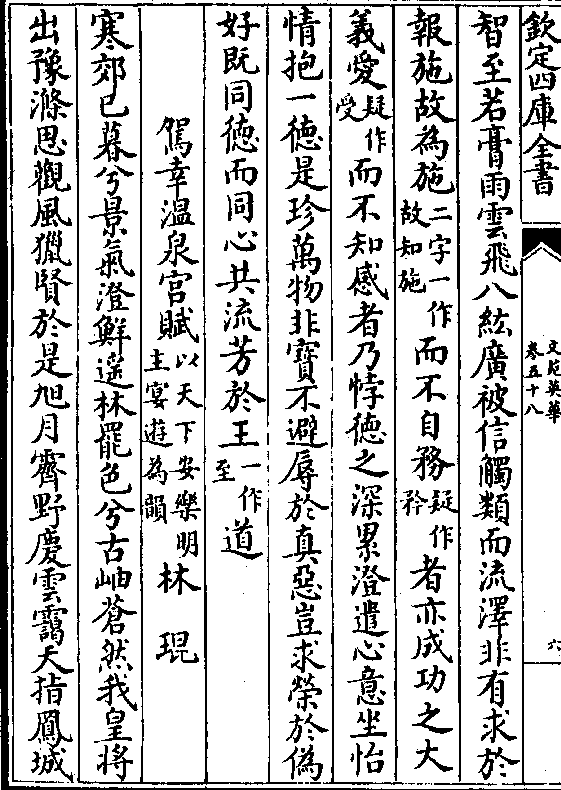 欽定四庫全書
文苑英華
卷五十八
六
智至若膏雨雲飛八紘廣被信觸類而流澤非有求於
報施故為施二字一作故知施而不自務疑作矜者亦成功之大
義愛疑作受而不知感者乃悖德之深累澄遣心意坐怡
情抱一徳是珍萬物非寶不避辱於真惡豈求榮於偽
好既同徳而同心共流芳於王一作至道
駕幸溫泉宮賦以天下安樂明主宴遊為韻林琨
寒郊已暮兮景氣澄鮮遥林罷色兮古岫蒼然我皇將
出豫滌思觀風獵賢於是旭月霽野慶雲靄天指鳳城